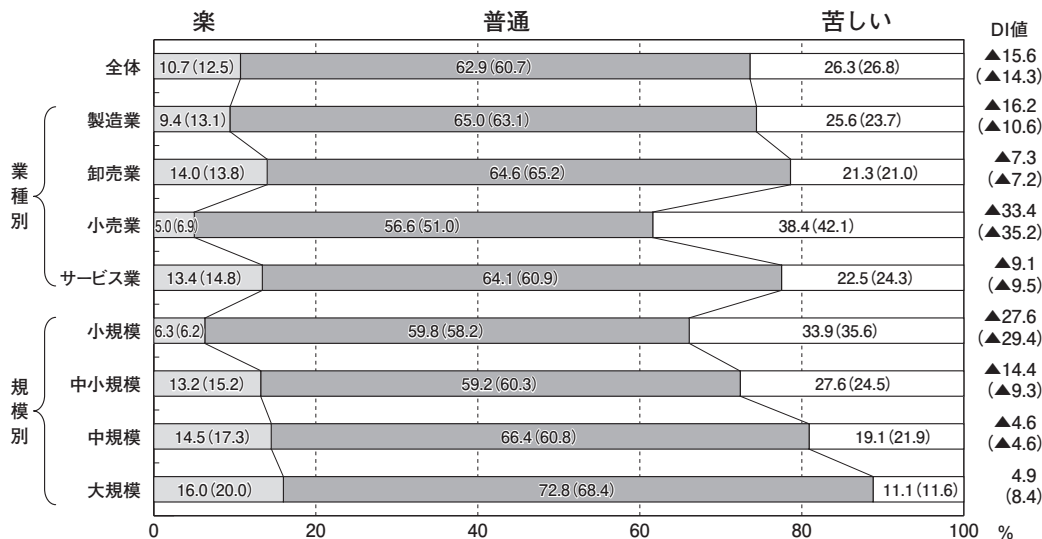 楽 普通 苦しい DI値
全体 10.7(12.5) 62.9(60.7) 26.3(26.8) ▲15.6
(▲14.3)
業種別
製造業 9.4(13.1) 65.0(63.1) 25.6(23.7) ▲16.2
(▲10.6)
卸売業 14.0(13.8) 64.6(65.2) 21.3(21.0) ▲7.3
(▲7.2)
小売業 5.0(6.9) 56.6(51.0) 38.4(42.1) ▲33.4
(▲35.2)
サービス業 13.4(14.8) 64.1(60.9) 22.5(24.3) ▲9.1
(▲9.5)
規模別
小規模 6.3(6.2) 59.8(58.2) 33.9(35.6) ▲27.6
(▲29.4)
中小規模 13.2(15.2) 59.2(60.3) 27.6(24.5) ▲14.4
(▲9.3)
中規模 14.5(17.3) 66.4(60.8) 19.1(21.9) ▲4.6
(▲4.6)
大規模 16.0(20.0) 72.8(68.4) 11.1(11.6) 4.9
(8.4)
0 20 40 60 80 100 %